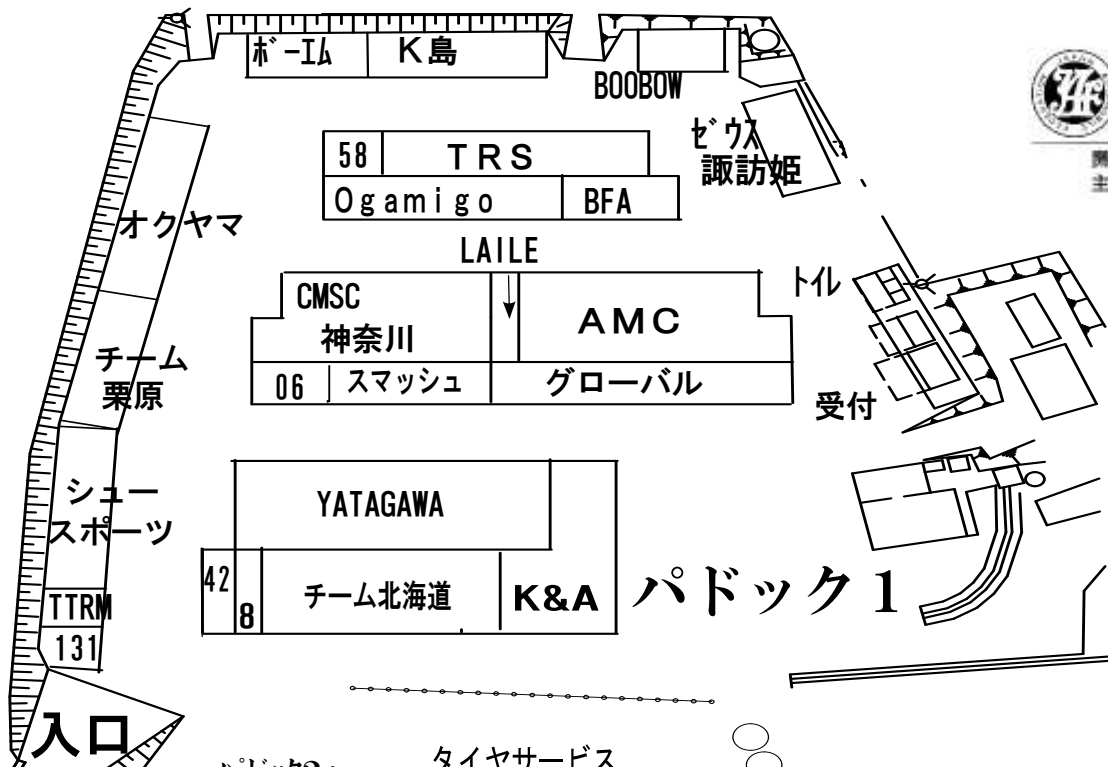 ﾎﾞｰｴﾑ K島
BOOBOW
ｾﾞｳｽ
諏訪姫
58 TRS
Ogamigo BFA
オクヤマ
LAILE
CMSC
神奈川
AMC
ﾄｲﾚ
チーム
栗原
06 スマッシュ グローバル
受付
シュー
スポーツ
YATAGAWA
42 8 チーム北海道 K&A
パドック1
TTRM
131
入口
タイヤサービス